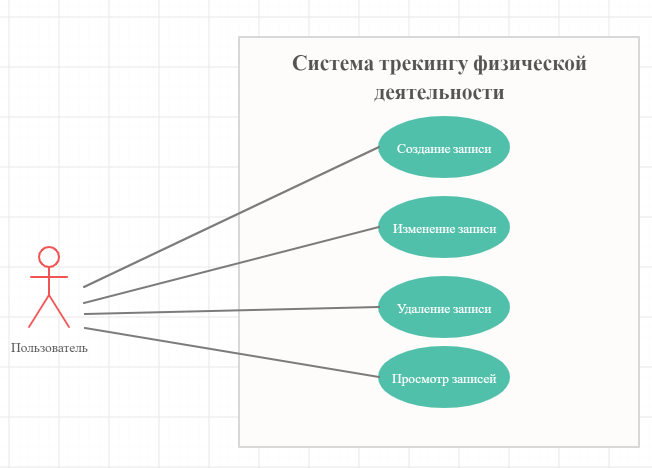 Система трекингу физической
деятельности
Создание записи
Изменение записи
Удаление записи
Просмотр записей
Пользователь